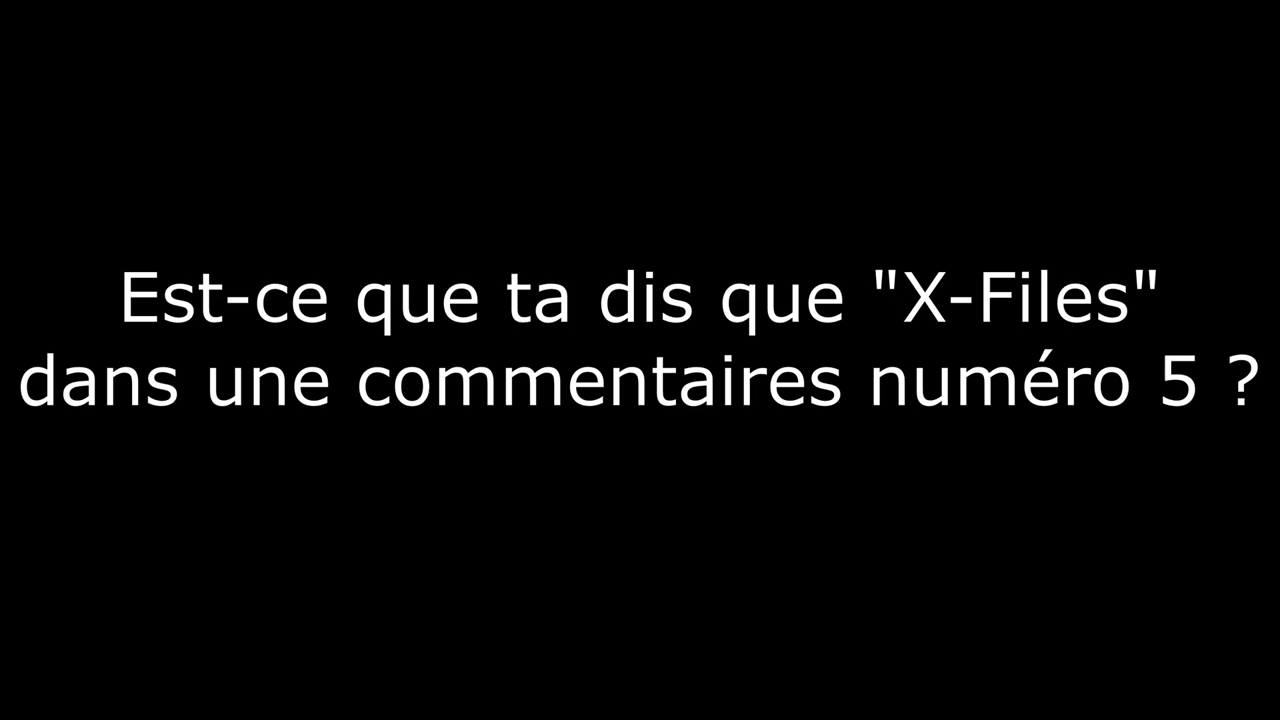 Est-ce que ta dis que "X-Files"
dans une commentaires numéro 5 ?